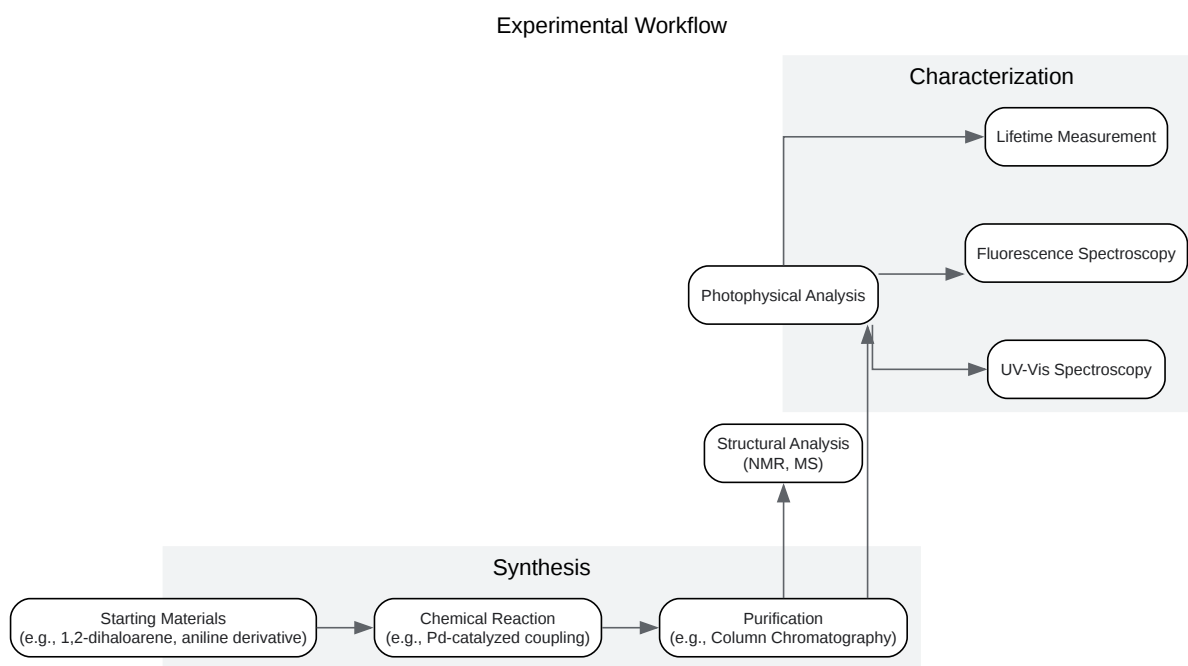 Experimental Workflow
Characterization
Lifetime Measurement
Fluorescence Spectroscopy
Photophysical Analysis
UV-Vis Spectroscopy
Structural Analysis
(NMR, MS)
Synthesis
Starting Materials
(e.g., 1,2-dihaloarene, aniline derivative)
Chemical Reaction
(e.g., Pd-catalyzed coupling)
Purification
(e.g., Column Chromatography)